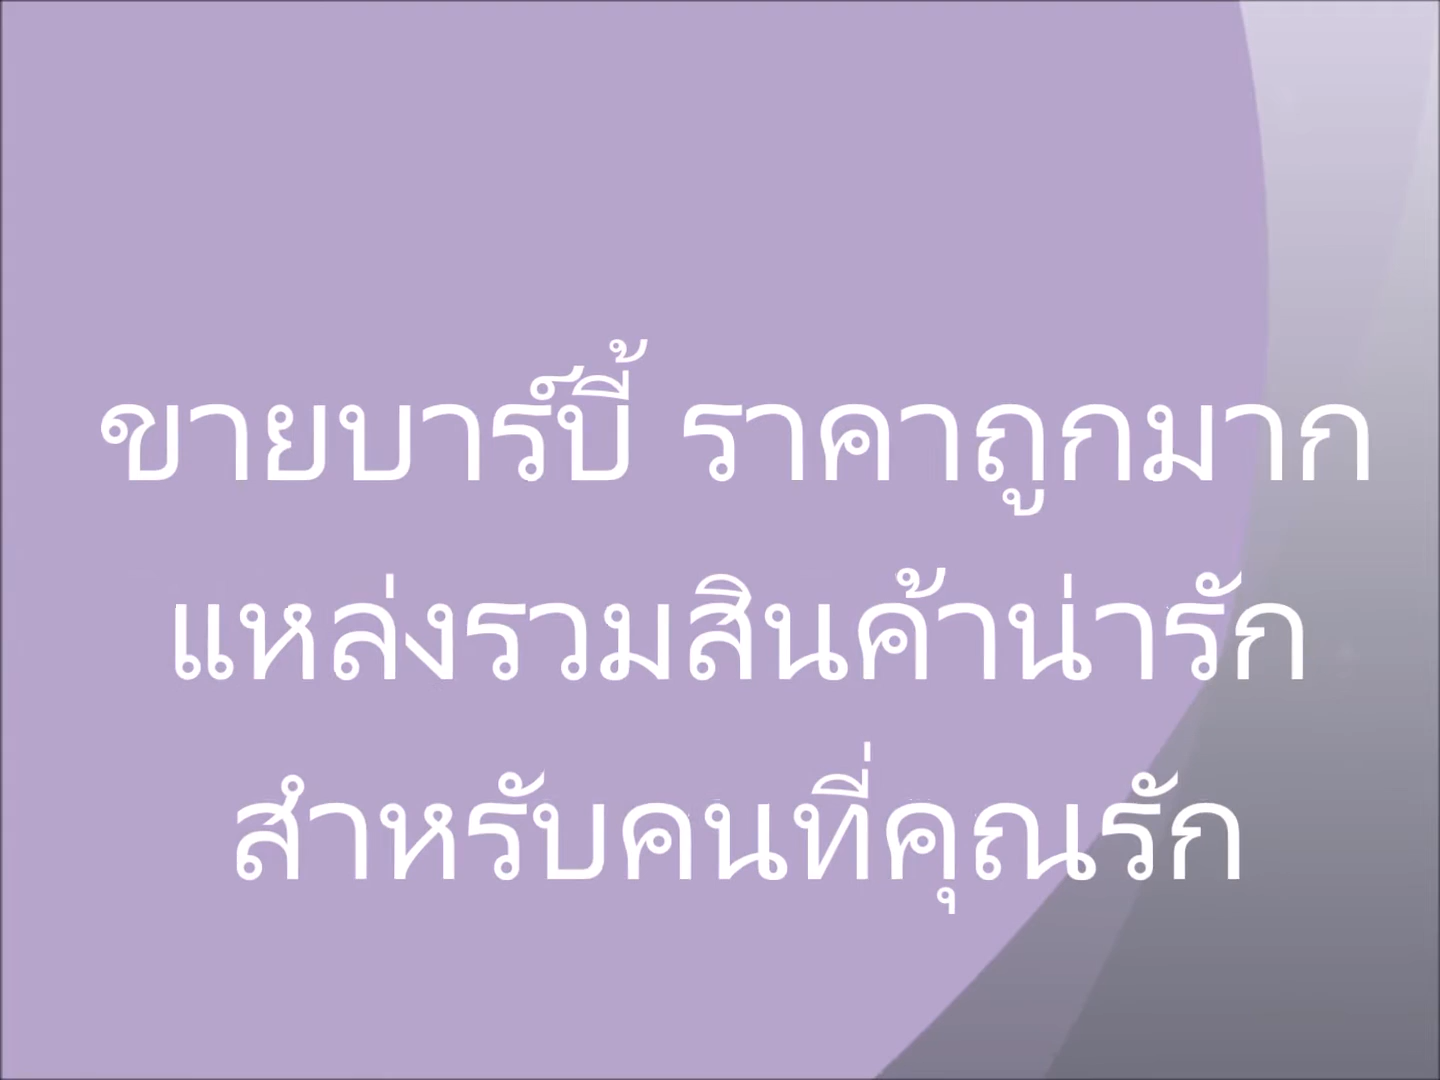 ขายบาร์บี้ ราคาถูกมาก
แหล่งรวมสินค้าน่ารัก
สำหรับคนที่คุณรัก